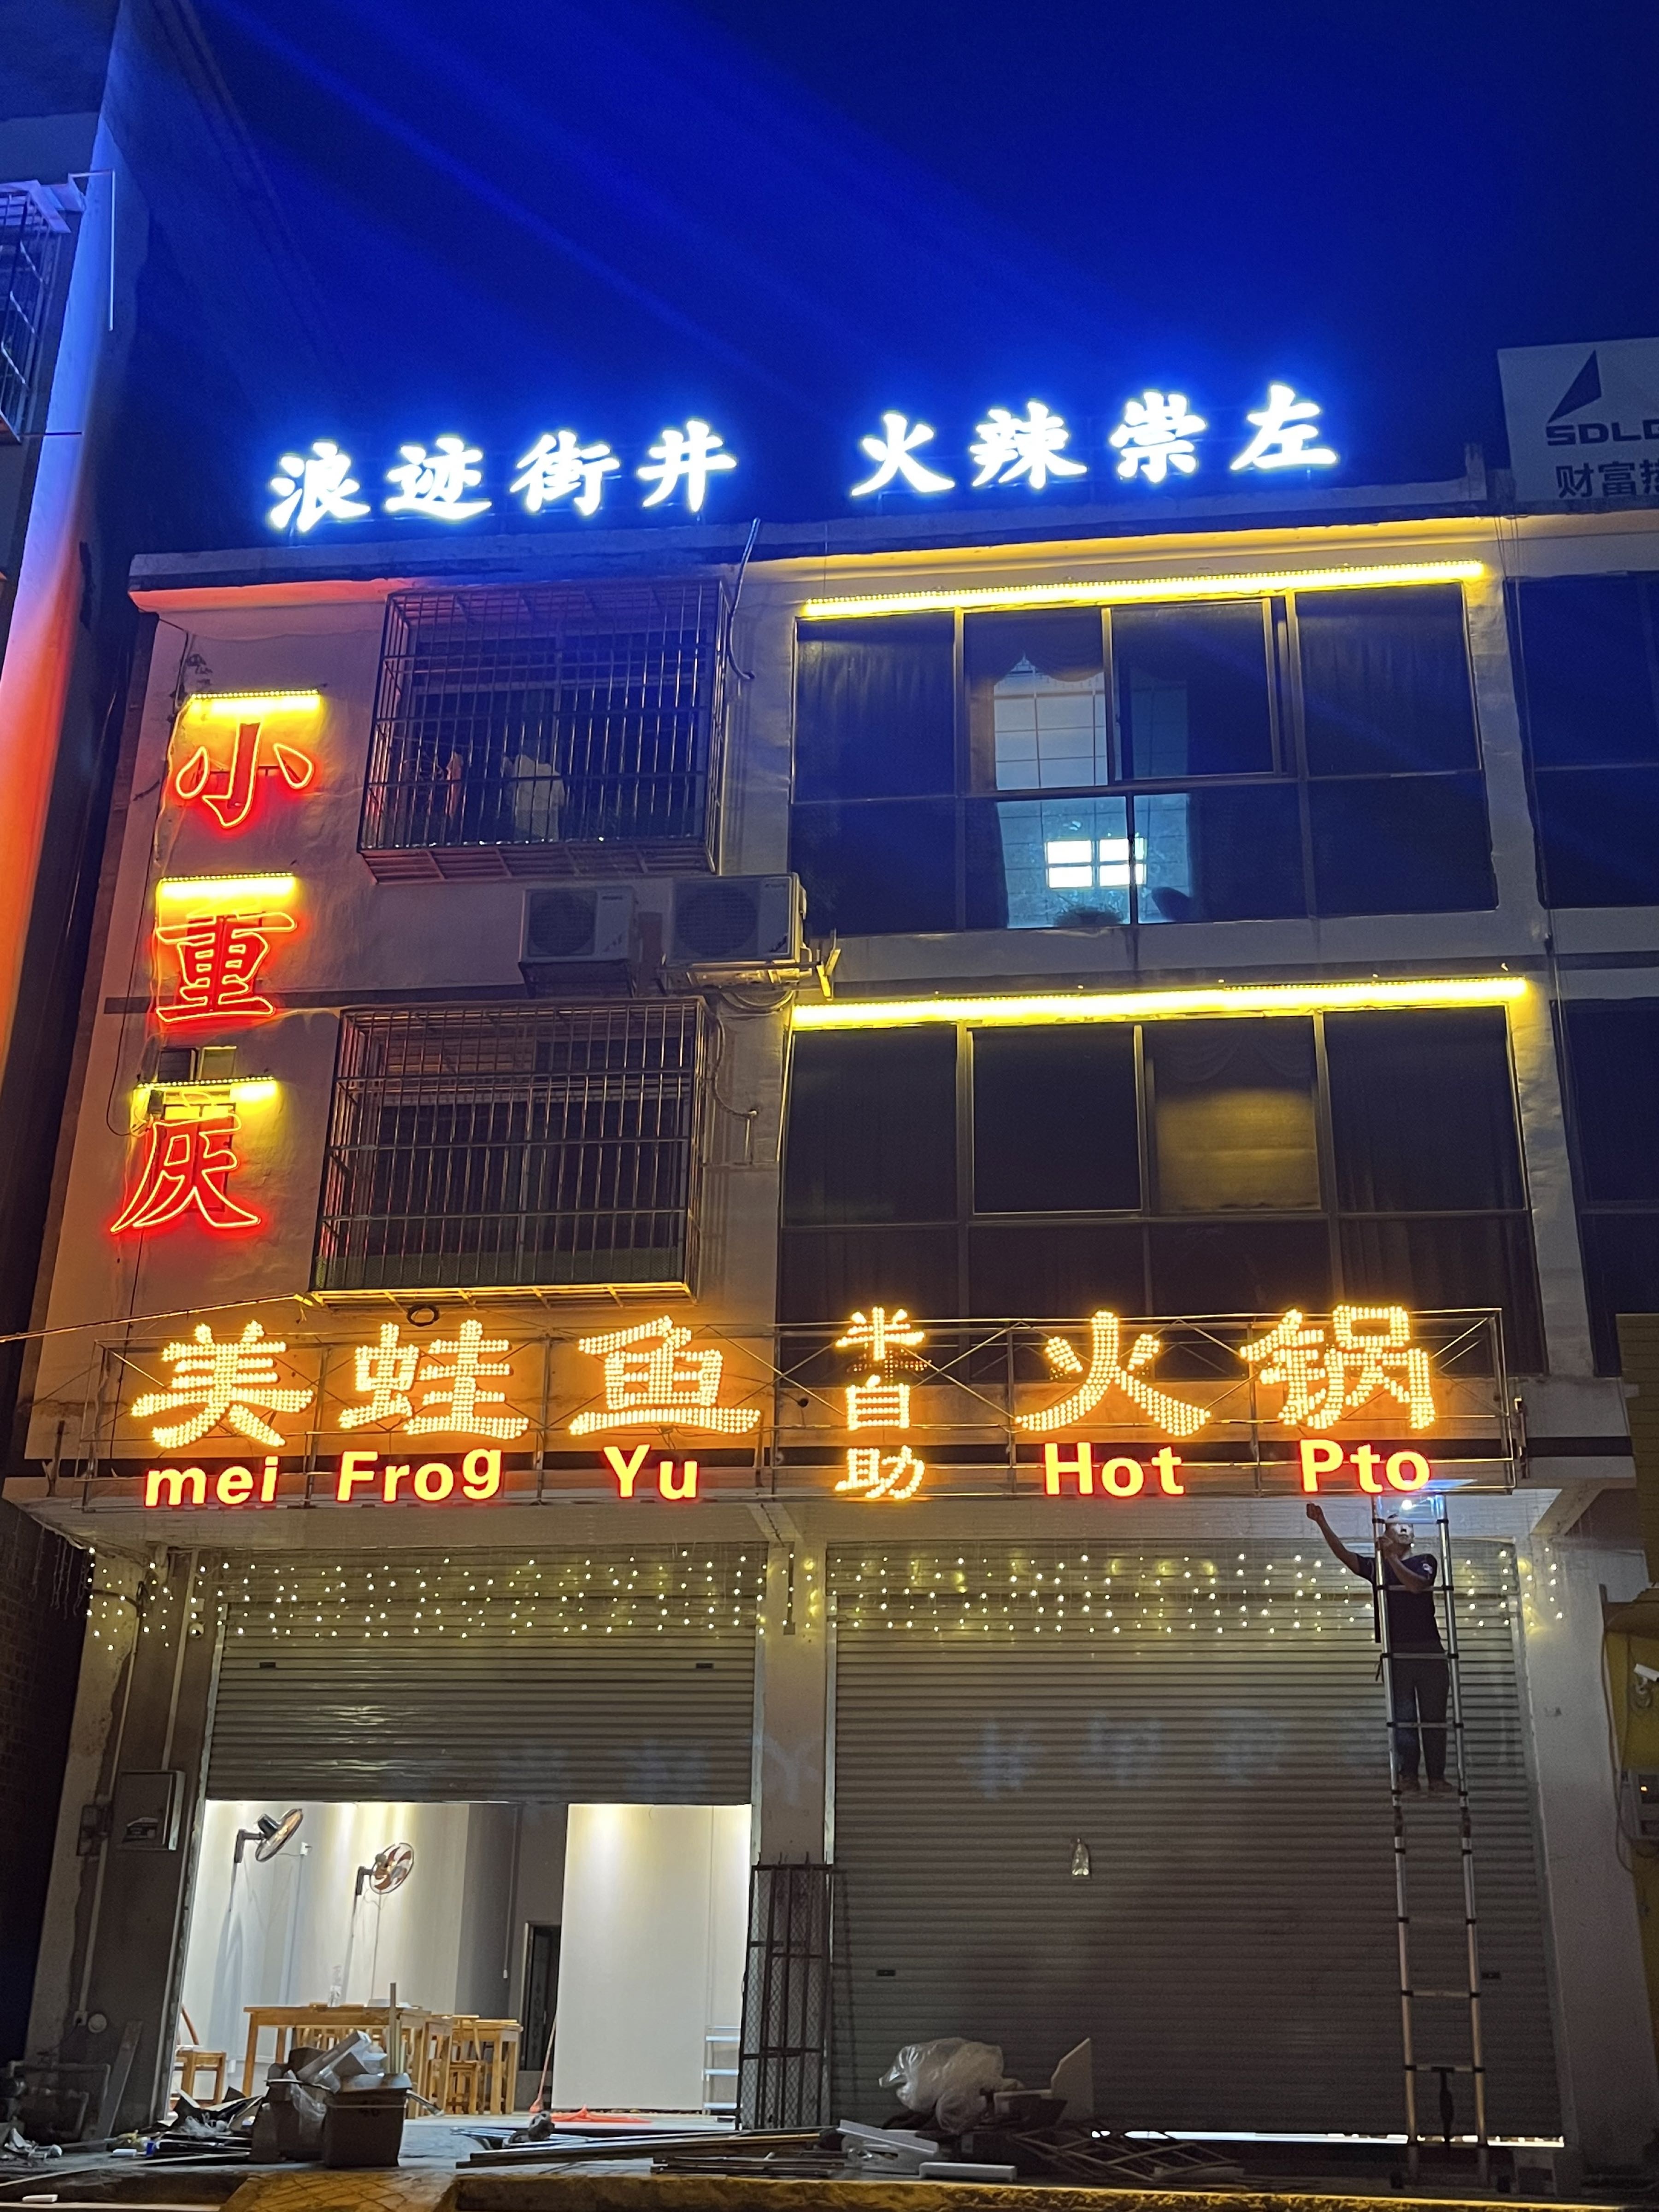 浪迹街井 火辣崇左
SDLG
财富
小重庆
美蛙鱼 半自助 火锅
mei Frog Yu Hot Pto